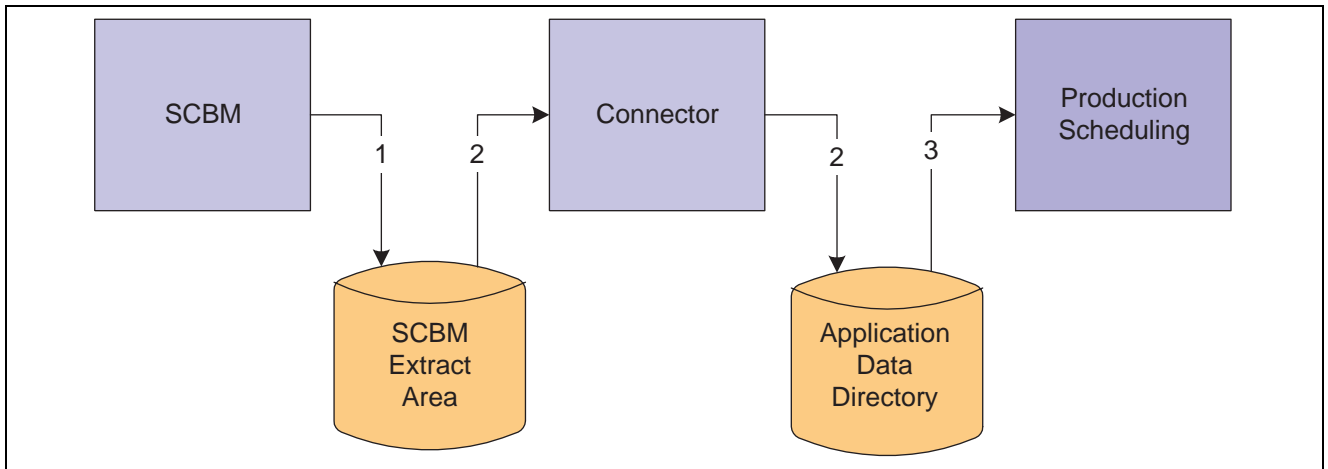 SCBM
Connector
Production
Scheduling
1
2
2
3
SCBM
Extract
Area
Application
Data
Directory